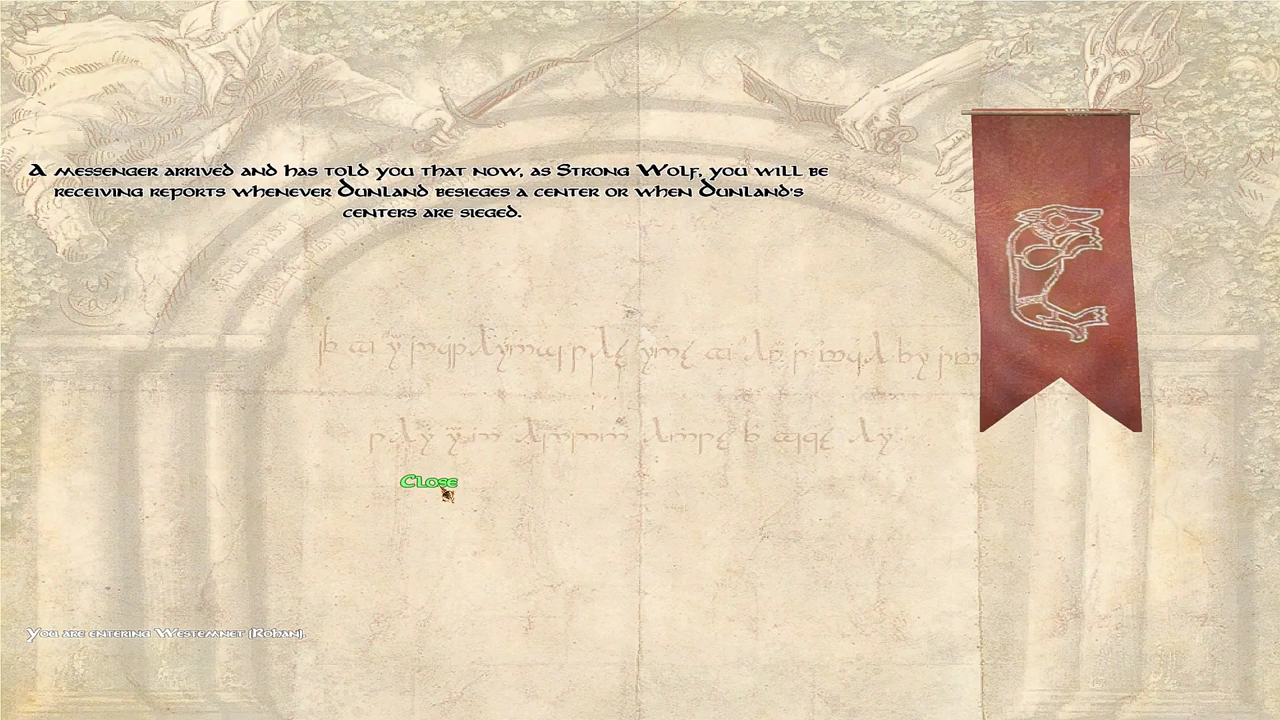 A messenger arrived and has told you that now, as Strong Wolf, you will be
receiving reports whenever Dunland besieges a center or when Dunland's
centers are sieged.
Close
You are entering Westemnet (Rohan).